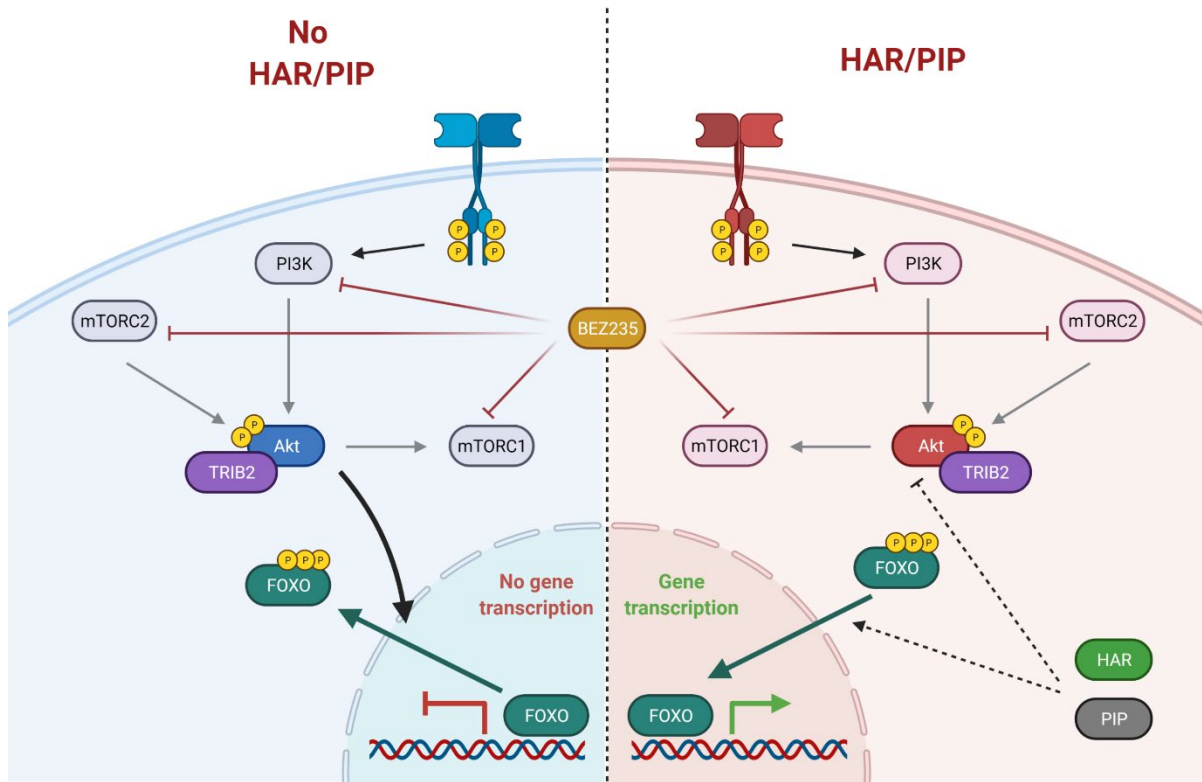 No
HAR/PIP
HAR/PIP
P
P
P
P
P
P
P
P
PI3K
PI3K
mTORC2
BEZ235
mTORC2
P
P
Akt
TRIB2
mTORC1
mTORC1
P
P
Akt
TRIB2
P P P
FOXO
No gene
transcription
Gene
transcription
P P P
FOXO
HAR
PIP
FOXO
FOXO